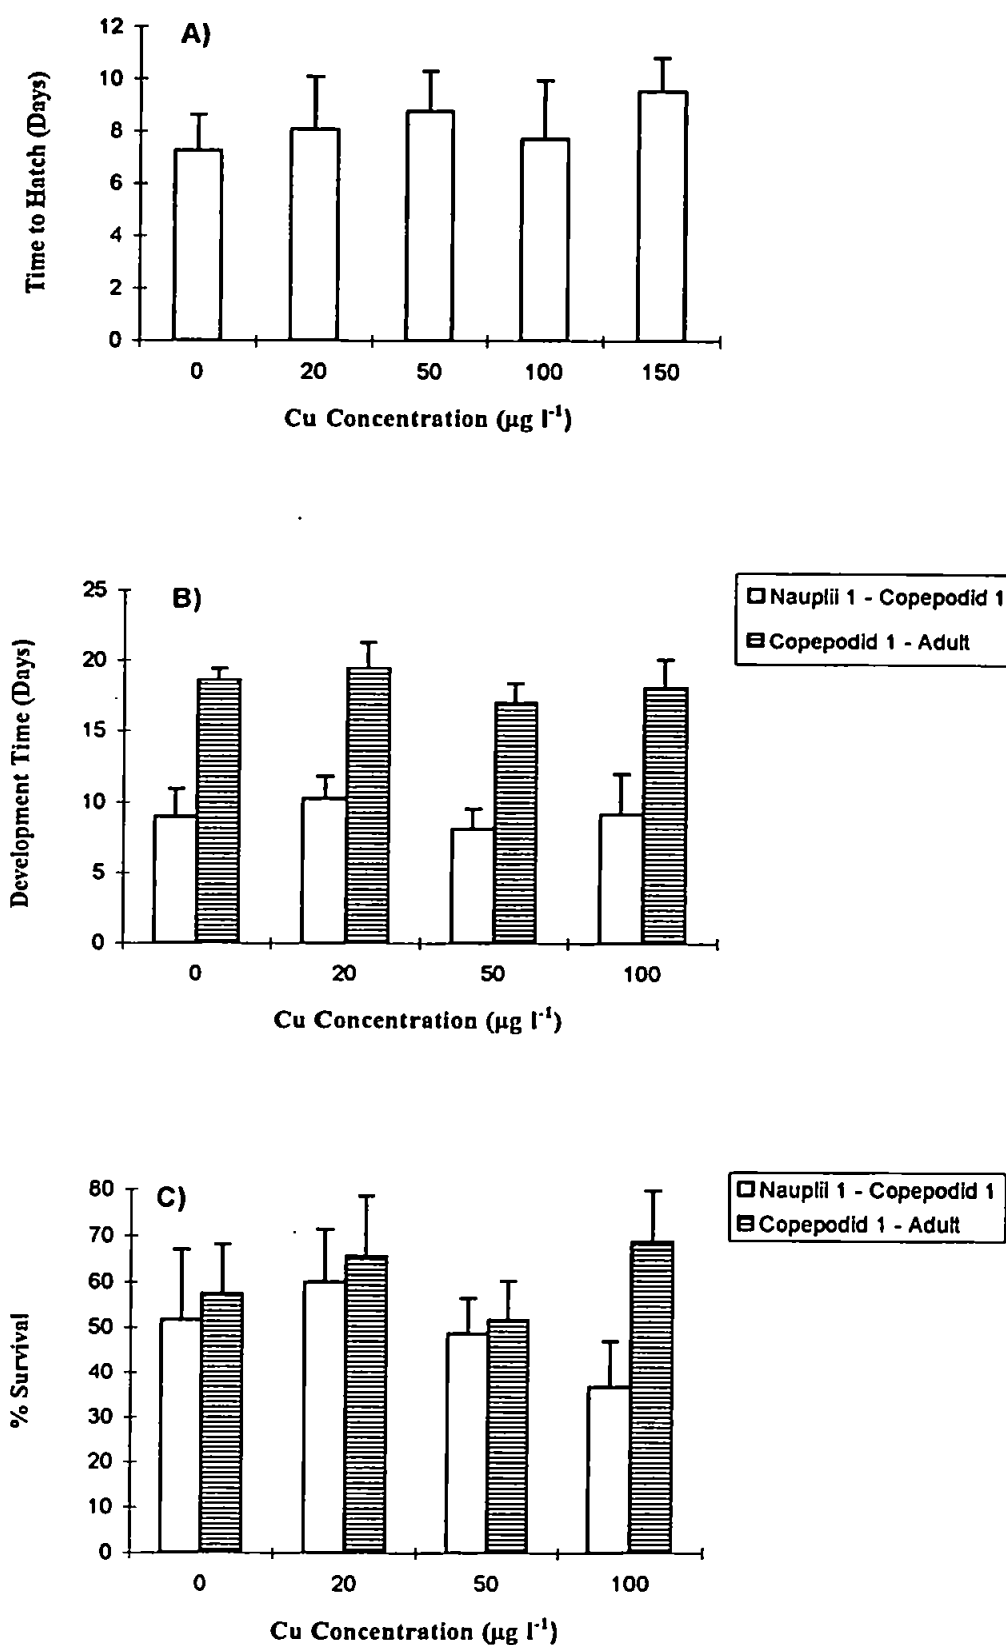 A)
Time to Hatch (Days)
12
10
8
6
4
2
0
0 20 50 100 150
Cu Concentration (µg l⁻¹)
B)
Development Time (Days)
25
20
15
10
5
0
0 20 50 100
Cu Concentration (µg l⁻¹)
Nauplii 1 - Copepodid 1
Copepodid 1 - Adult
C)
% Survival
80
70
60
50
40
30
20
10
0
0 20 50 100
Cu Concentration (µg l⁻¹)
Nauplii 1 - Copepodid 1
Copepodid 1 - Adult